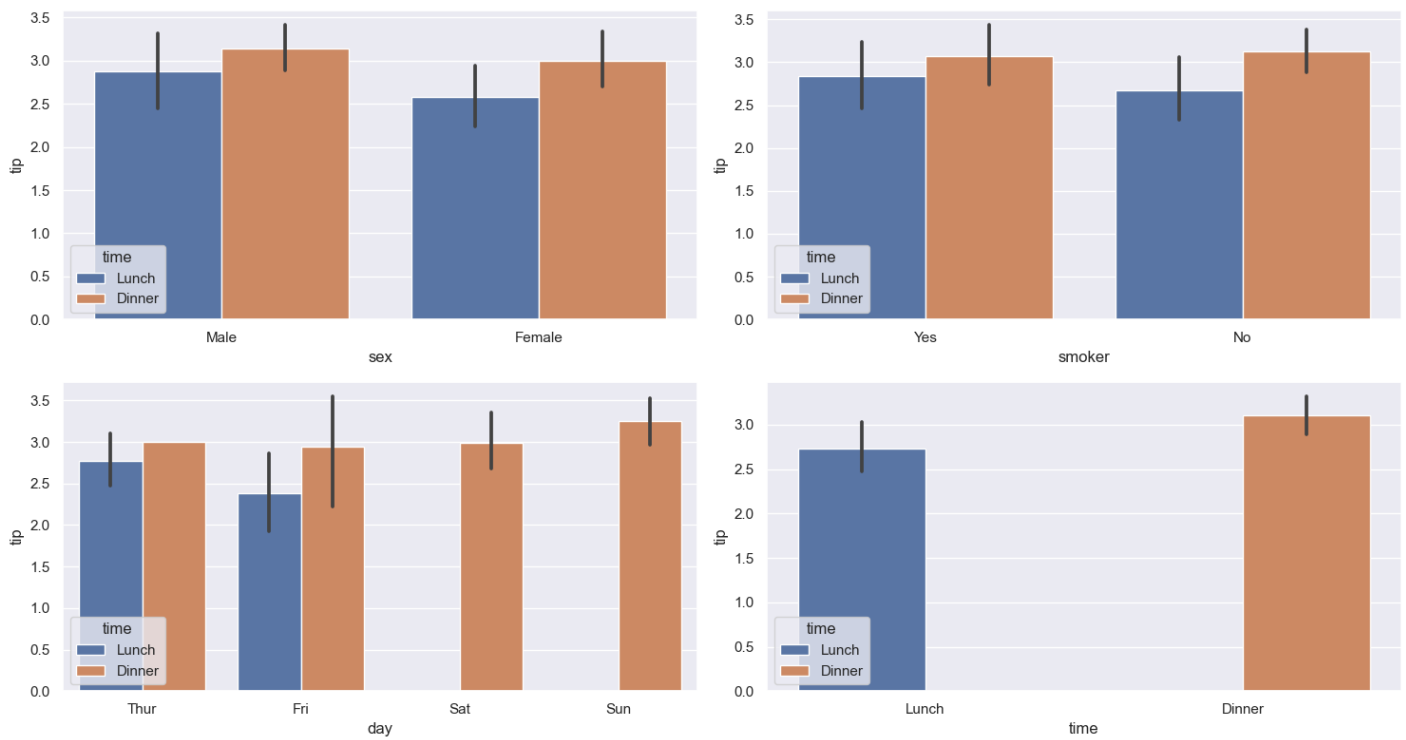 3.5
3.0
2.5
2.0
1.5
1.0
0.5
0.0
tip
time
Lunch
Dinner
Male Female
sex
3.5
3.0
2.5
2.0
1.5
1.0
0.5
0.0
tip
time
Lunch
Dinner
Yes No
smoker
3.5
3.0
2.5
2.0
1.5
1.0
0.5
0.0
tip
time
Lunch
Dinner
Thur Fri Sat Sun
day
3.0
2.5
2.0
1.5
1.0
0.5
0.0
tip
time
Lunch
Dinner
Lunch Dinner
time